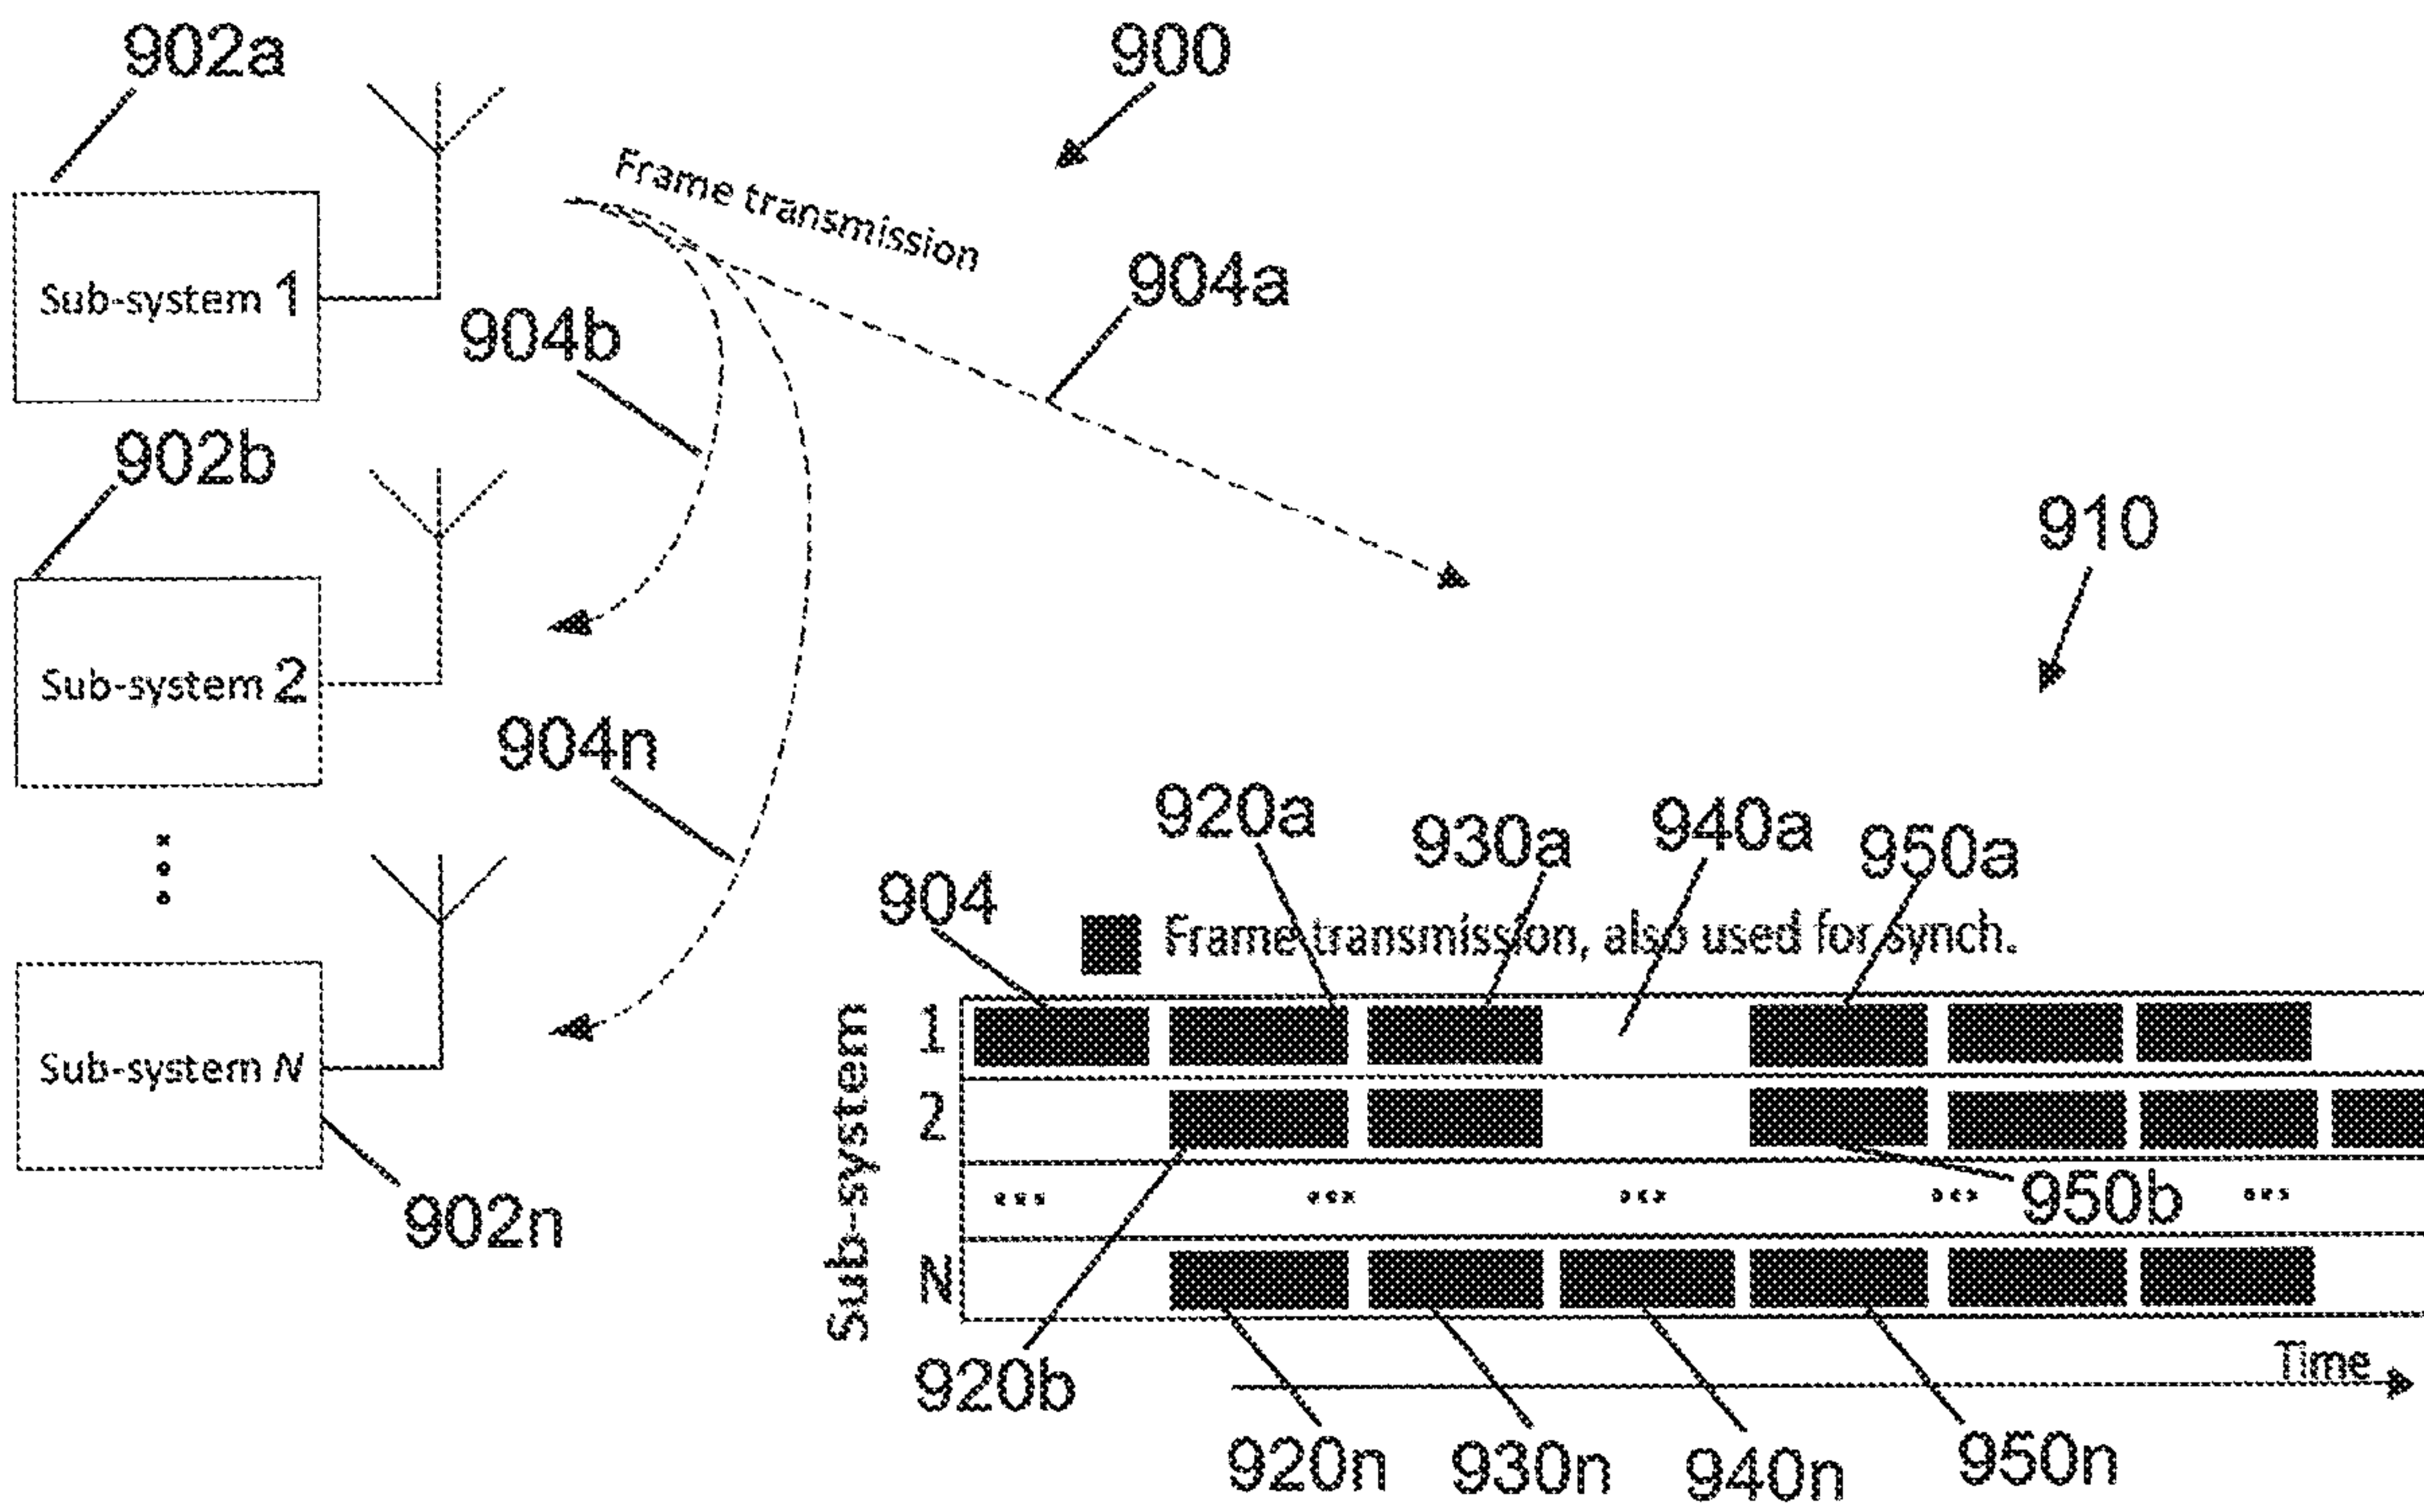 902a
900
Frame transmission
Sub-system 1
904a
904b
902b
910
Sub-system 2
904n
920a
930a
940a
950a
904
Frame transmission, also used for synch.
Sub-system N
902n
Sub-system
1
2
950b
N
920b
Time
920n
930n
940n
950n